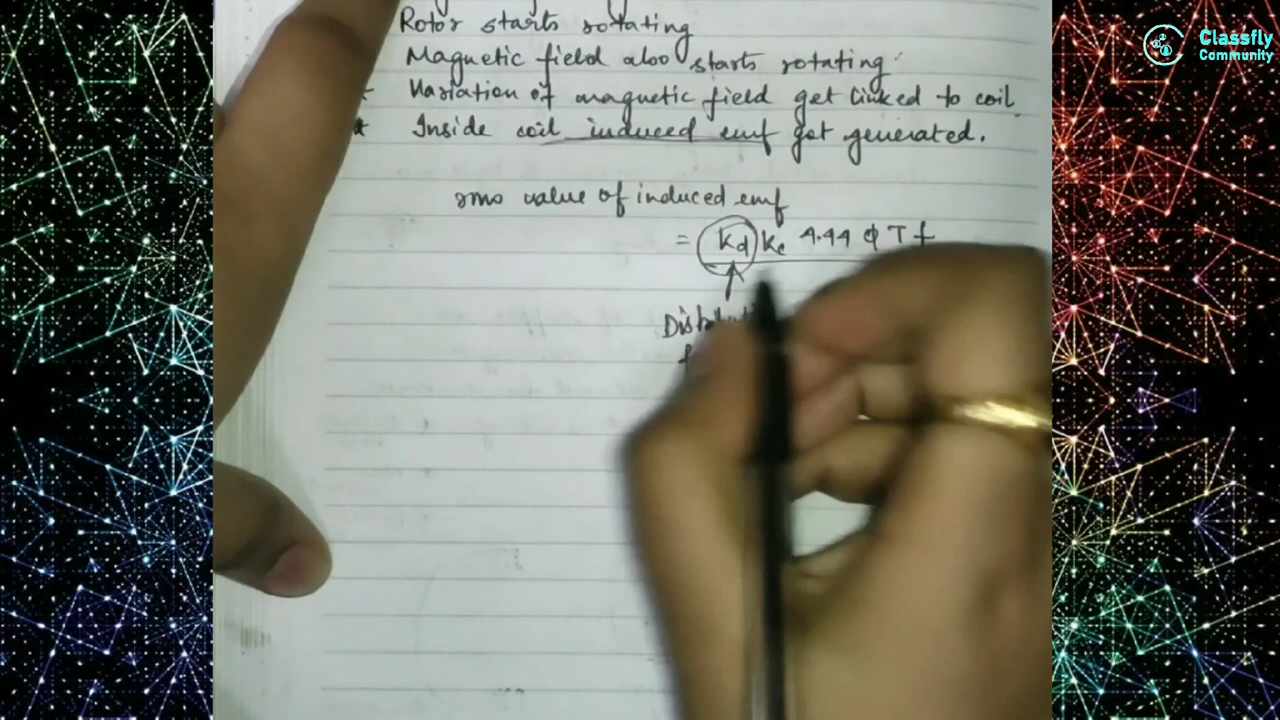 Rotor starts rotating
Magnetic field also starts rotating
* Variation of magnetic field get linked to coil
* Inside coil induced emf get generated.
rms value of induced emf
= Kd Kc 4.44 ϕ T f
Classfly
Community